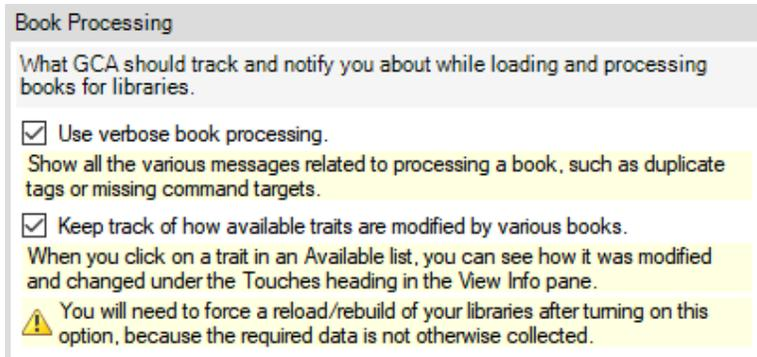 Book Processing
What GCA should track and notify you about while loading and processing
books for libraries.
Use verbose book processing.
Show all the various messages related to processing a book, such as duplicate
tags or missing command targets.
Keep track of how available traits are modified by various books.
When you click on a trait in an Available list, you can see how it was modified
and changed under the Touches heading in the View Info pane.
You will need to force a reload/rebuild of your libraries after turning on this
option, because the required data is not otherwise collected.